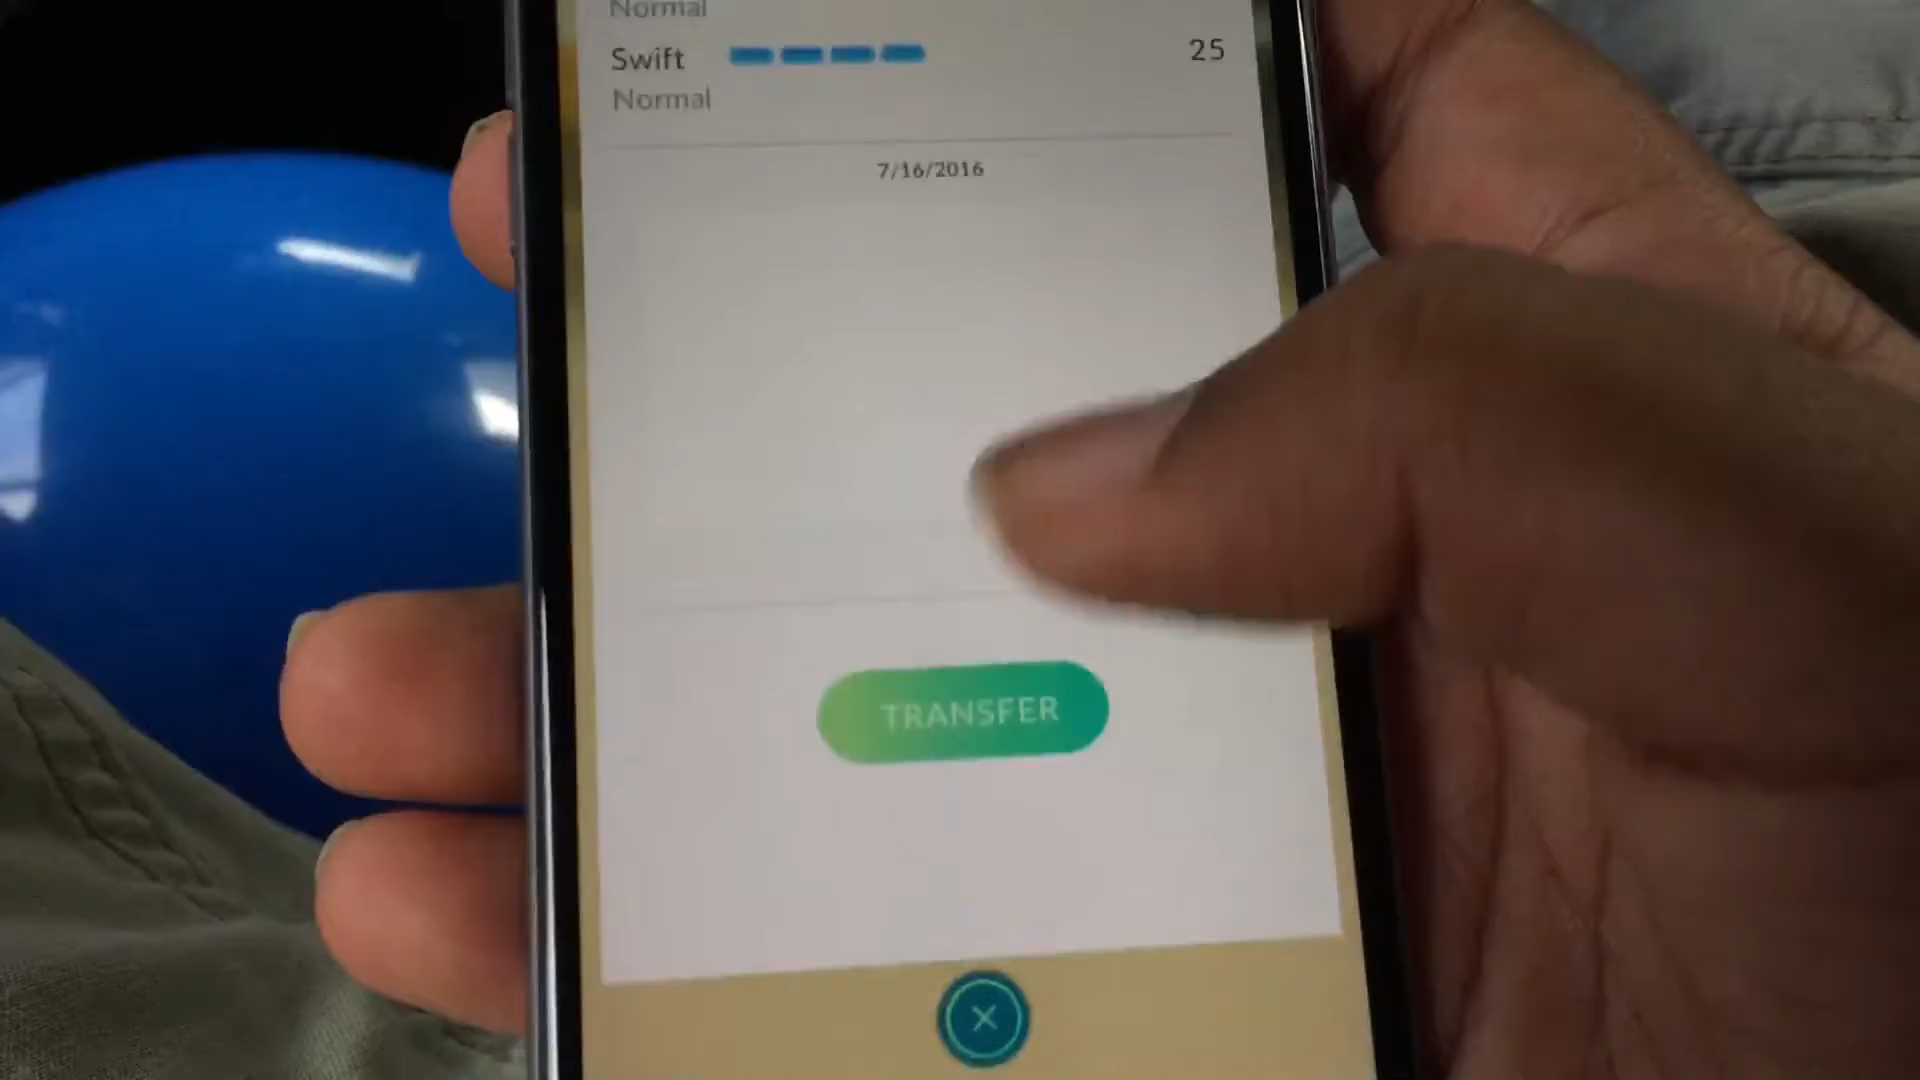 Normal
Swift 25
Normal
7/16/2016
TRANSFER